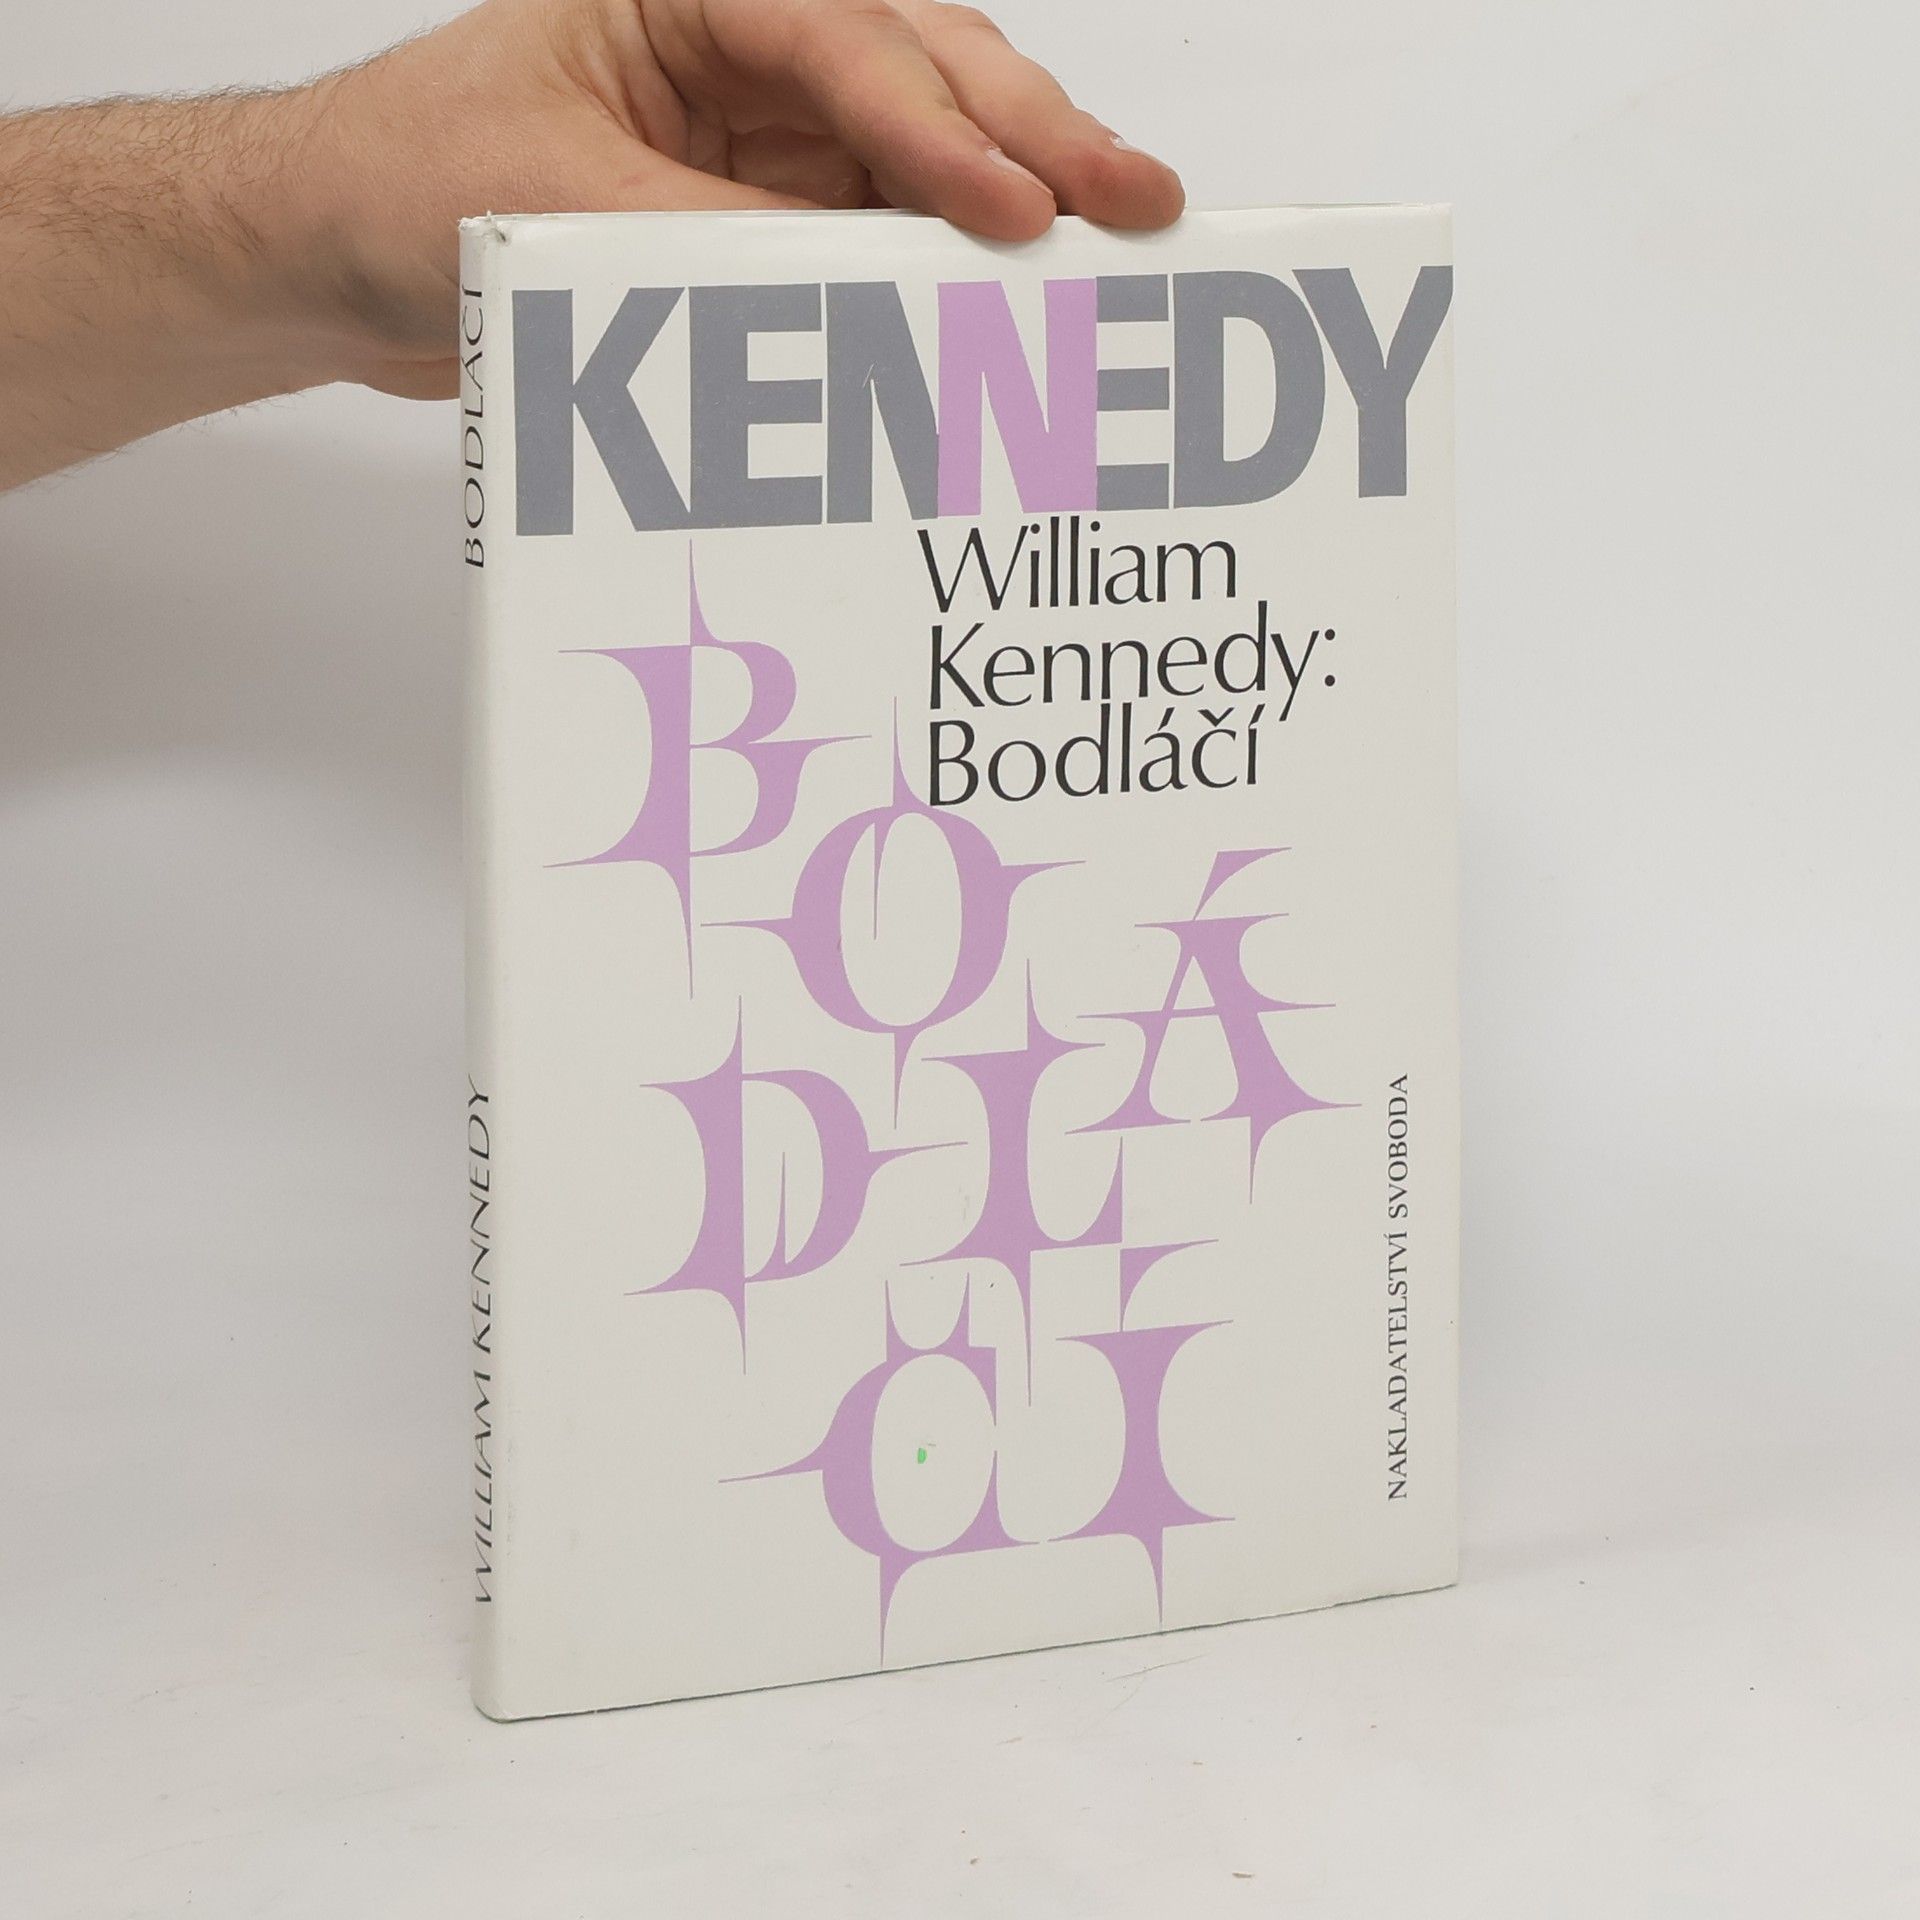 KENNEDY
William
Kennedy:
Bodláčí
BODLÁČÍ
NAKLADATELSTVÍ SVOBODA
WILLIAM KENNEDY
BODLÁČÍ